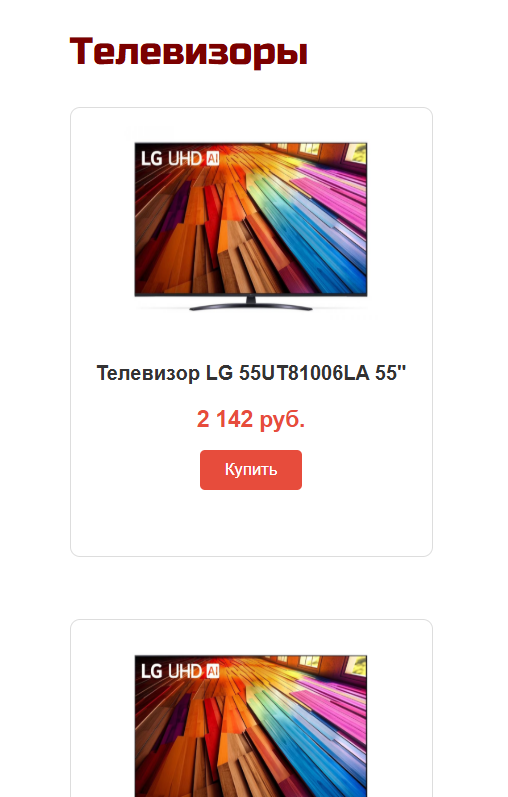 Телевизоры
LG UHD AI
Телевизор LG 55UT81006LA 55"
2 142 руб.
Купить
LG UHD AI